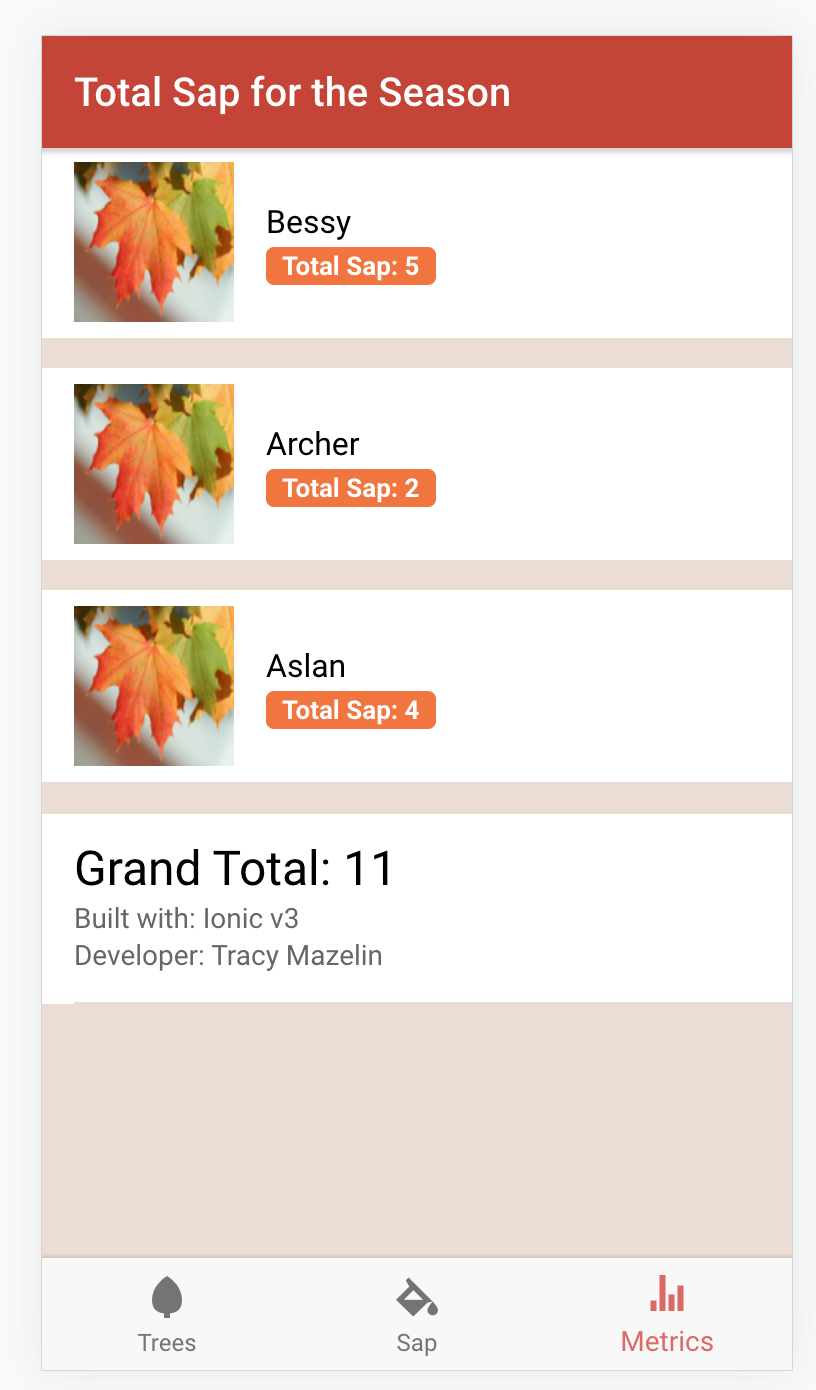 Total Sap for the Season
Bessy
Total Sap: 5
Archer
Total Sap: 2
Aslan
Total Sap: 4
Grand Total: 11
Built with: Ionic v3
Developer: Tracy Mazelin
Trees
Sap
Metrics